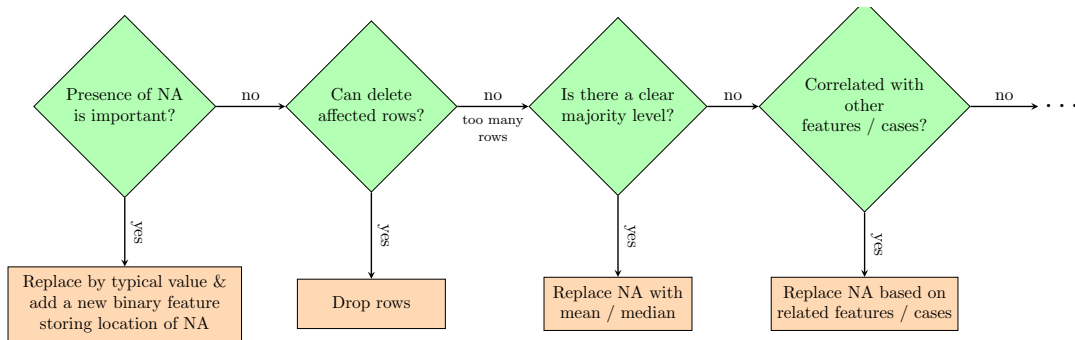 Presence of NA
is important?
no
Can delete
affected rows?
no
too many
rows
Is there a clear
majority level?
no
Correlated with
other
features / cases?
no
...
yes
yes
yes
yes
Replace by typical value &
add a new binary feature
storing location of NA
Drop rows
Replace NA with
mean / median
Replace NA based on
related features / cases